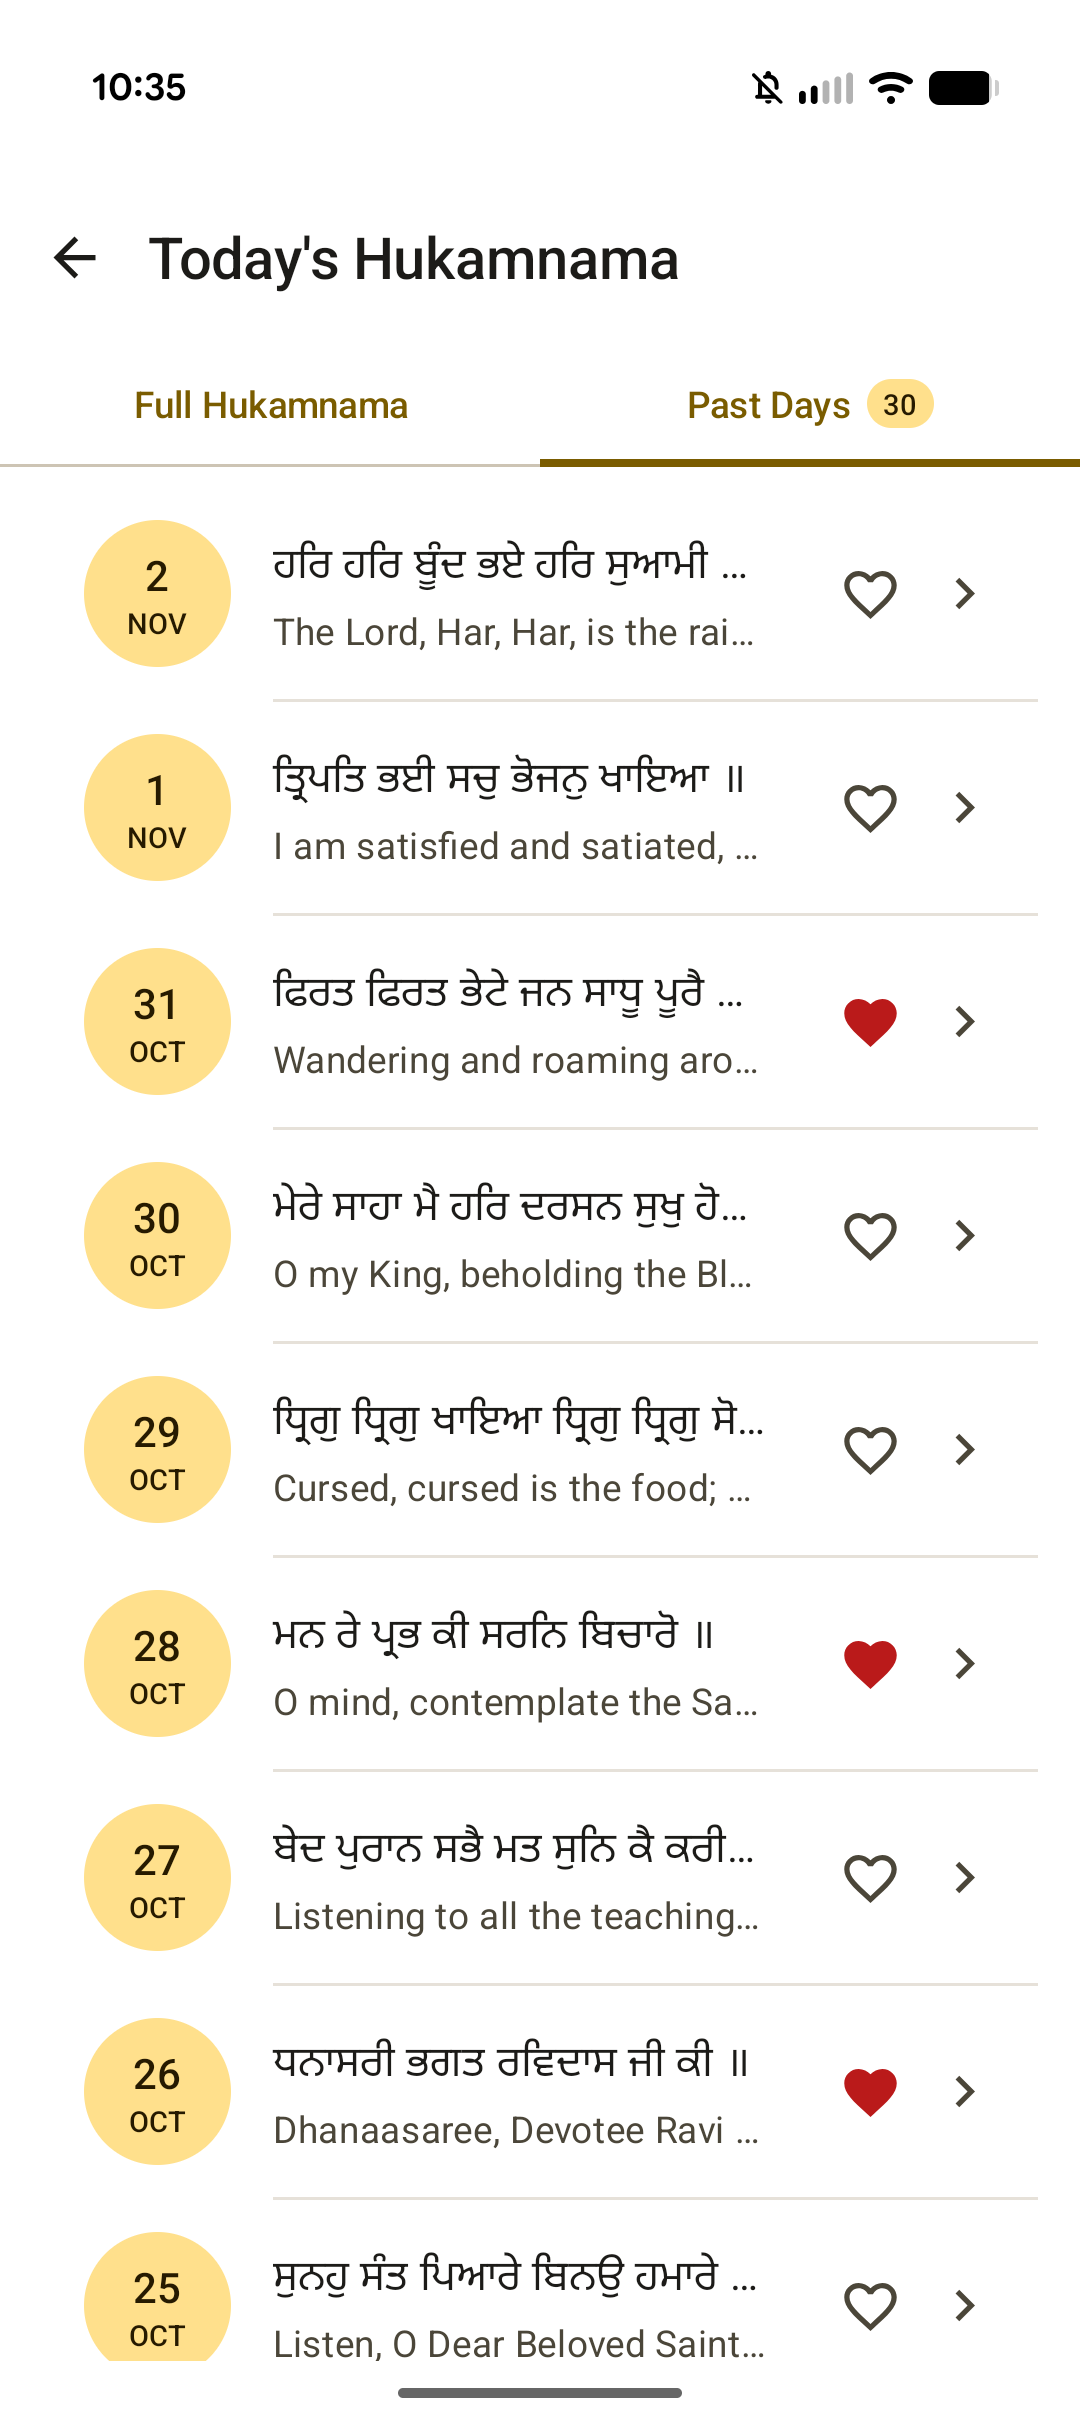 10:35
Today's Hukamnama
Full Hukamnama
Past Days 30
2
NOV
ਹਰਿ ਹਰਿ ਬੂੰਦ ਭਏ ਹਰਿ ਸੁਆਮੀ ...
The Lord, Har, Har, is the rai...
1
NOV
ਤ੍ਰਿਪਤਿ ਭਈ ਸਚੁ ਭੋਜਨੁ ਖਾਇਆ ॥
I am satisfied and satiated, ...
31
OCT
ਫਿਰਤ ਫਿਰਤ ਭੇਟੇ ਜਨ ਸਾਧੂ ਪੂਰੈ ...
Wandering and roaming aro...
30
OCT
ਮੇਰੇ ਸਾਹਾ ਮੈ ਹਰਿ ਦਰਸਨ ਸੁਖੁ ਹੋ...
O my King, beholding the Bl...
29
OCT
ਧ੍ਰਿਗੁ ਧ੍ਰਿਗੁ ਖਾਇਆ ਧ੍ਰਿਗੁ ਧ੍ਰਿਗੁ ਸੋ...
Cursed, cursed is the food; ...
28
OCT
ਮਨ ਰੇ ਪ੍ਰਭ ਕੀ ਸਰਨਿ ਬਿਚਾਰੋ ॥
O mind, contemplate the Sa...
27
OCT
ਬੇਦ ਪੁਰਾਨ ਸਭੈ ਮਤ ਸੁਨਿ ਕੈ ਕਰੀ...
Listening to all the teaching...
26
OCT
ਧਨਾਸਰੀ ਭਗਤ ਰਵਿਦਾਸ ਜੀ ਕੀ ॥
Dhanaasaree, Devotee Ravi ...
25
OCT
ਸੁਨਹੁ ਸੰਤ ਪਿਆਰੇ ਬਿਨਉ ਹਮਾਰੇ ...
Listen, O Dear Beloved Saint...